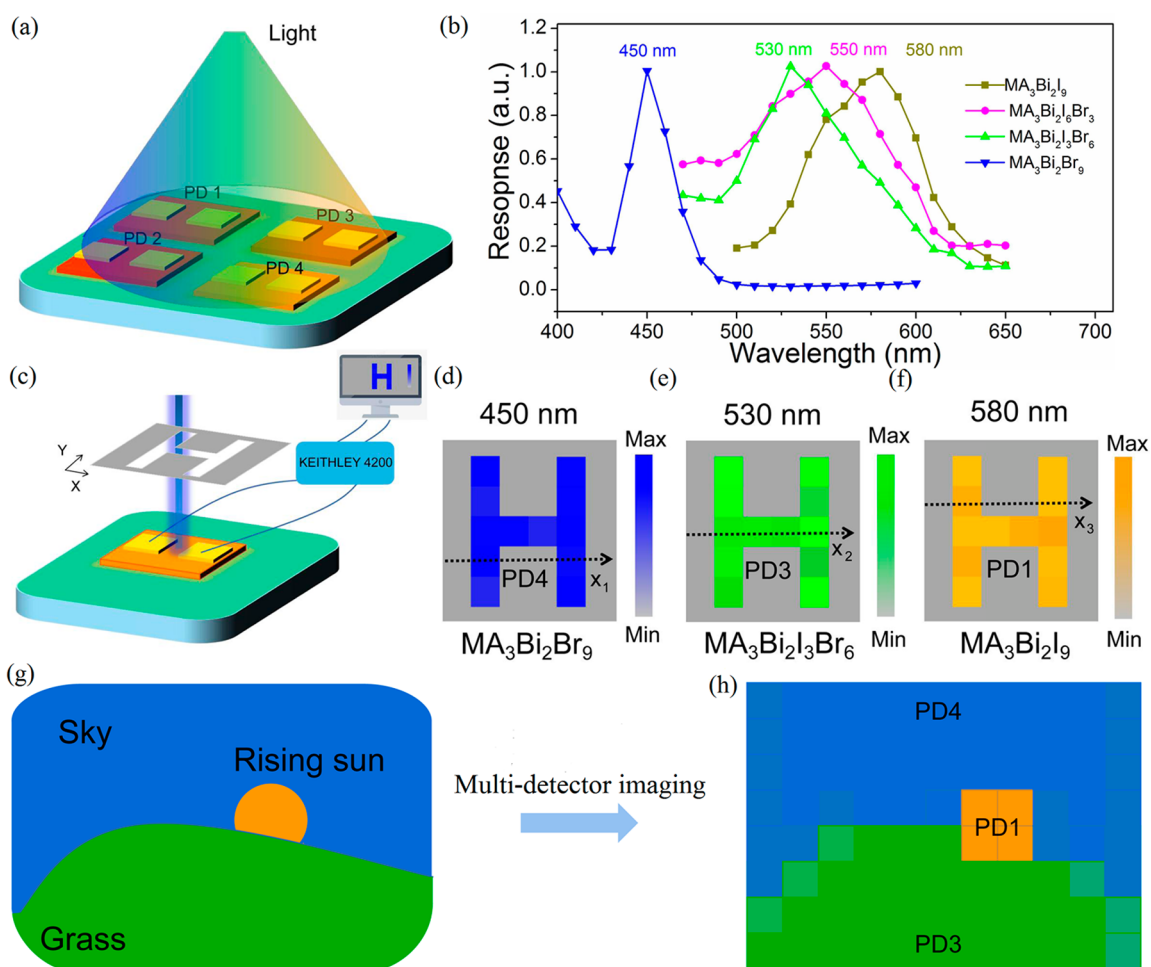 (a)
Light
PD 1
PD 2
PD 3
PD 4
(b)
450 nm
530 nm
550 nm
580 nm
Resopnse (a.u.)
1.2
1.0
0.8
0.6
0.4
0.2
0.0
MA₃Bi₂I₉
MA₃Bi₂I₆Br₃
MA₃Bi₂I₃Br₆
MA₃Bi₂Br₉
400 450 500 550 600 650 700
Wavelength (nm)
(c)
H I
KEITHLEY 4200
Y
X
H
(d)
450 nm
Max
PD4
x₁
Min
MA₃Bi₂Br₉
(e)
530 nm
Max
PD3
x₂
Min
MA₃Bi₂I₃Br₆
(f)
580 nm
Max
x₃
PD1
Min
MA₃Bi₂I₉
(g)
Sky
Rising sun
Grass
Multi-detector imaging
(h)
PD4
PD1
PD3